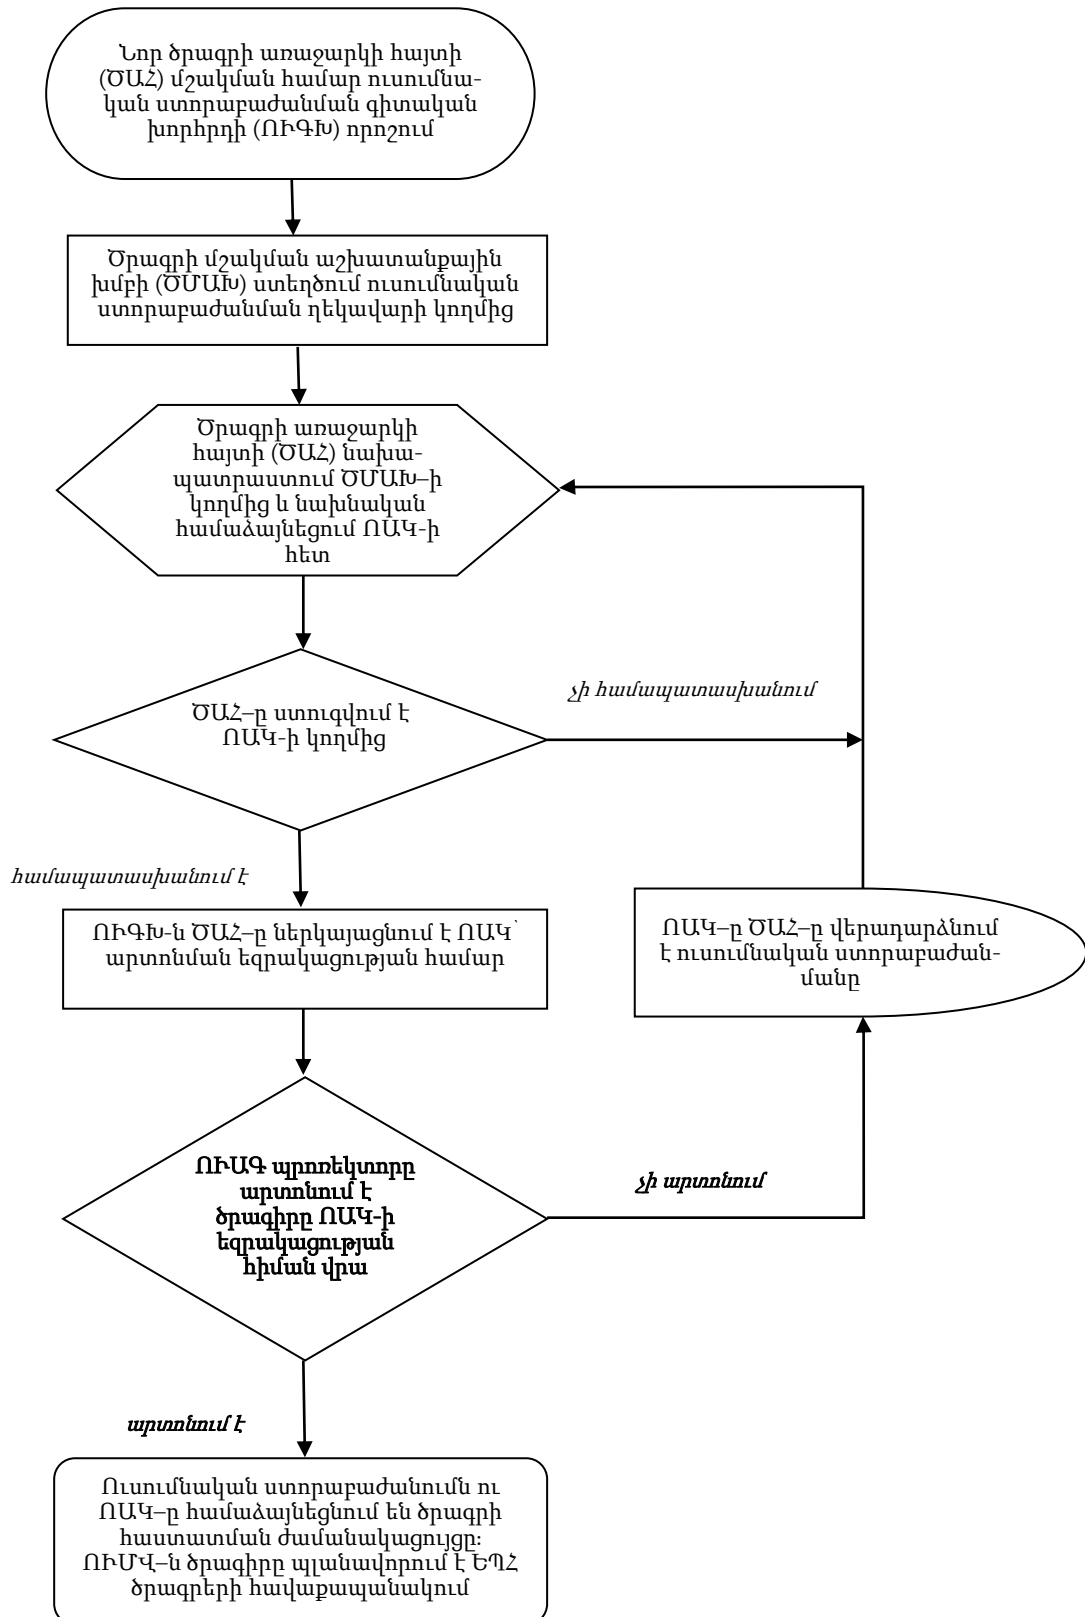 Նոր ծրագրի առաջարկի հայտի
(ԾԱՀ) մշակման համար ուսումնա-
կան ստորաբաժանման գիտական
խորհրդի (ՈՒԳԽ) որոշում
Ծրագրի մշակման աշխատանքային
խմբի (ԾՄԱԽ) ստեղծում ուսումնական
ստորաբաժանման ղեկավարի կողմից
Ծրագրի առաջարկի
հայտի (ԾԱՀ) նախա-
պատրաստում ԾՄԱԽ–ի
կողմից և նախնական
համաձայնեցում ՈԱԿ-ի
հետ
ԾԱՀ–ը ստուգվում է
ՈԱԿ-ի կողմից
չի համապատասխանում
համապատասխանում է
ՈՒԳԽ-ն ԾԱՀ–ը ներկայացնում է ՈԱԿ՝
արտոնման եզրակացության համար
ՈԱԿ–ը ԾԱՀ–ը վերադարձնում
է ուսումնական ստորաբաժան-
մանը
ՈՒԱԳ պրոռեկտորը
արտոնում է
ծրագիրը ՈԱԿ-ի
եզրակացության
հիման վրա
չի արտոնում
արտոնում է
Ուսումնական ստորաբաժանումն ու
ՈԱԿ–ը համաձայնեցնում են ծրագրի
հաստատման ժամանակացույցը։
ՈՒՄՎ–ն ծրագիրը պլանավորում է ԵՊՀ
ծրագրերի հավաքապանակում